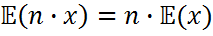 𝔼(n · x) = n · 𝔼(x)